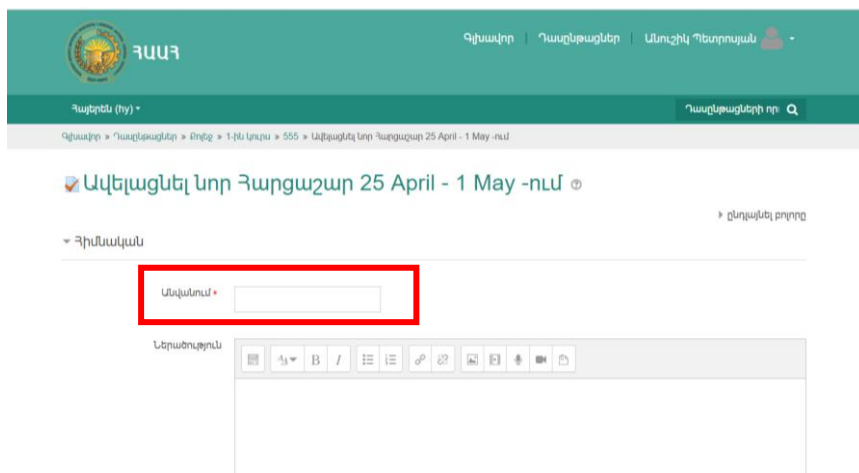 ՀԱԱՀ
Գլխավոր | Դասընթացներ | Անուշիկ Պետրոսյան
Հայերեն (hy)
Դասընթացների որ
Գլխավոր » Դասընթացներ » Քոլեջ » 1-ին կուրս » 555 » Ավելացնել նոր Հարցաշար 25 April - 1 May -ում
Ավելացնել նոր Հարցաշար 25 April - 1 May -ում
ընդլայնել բոլորը
Հիմնական
Անվանում *
Ներածություն